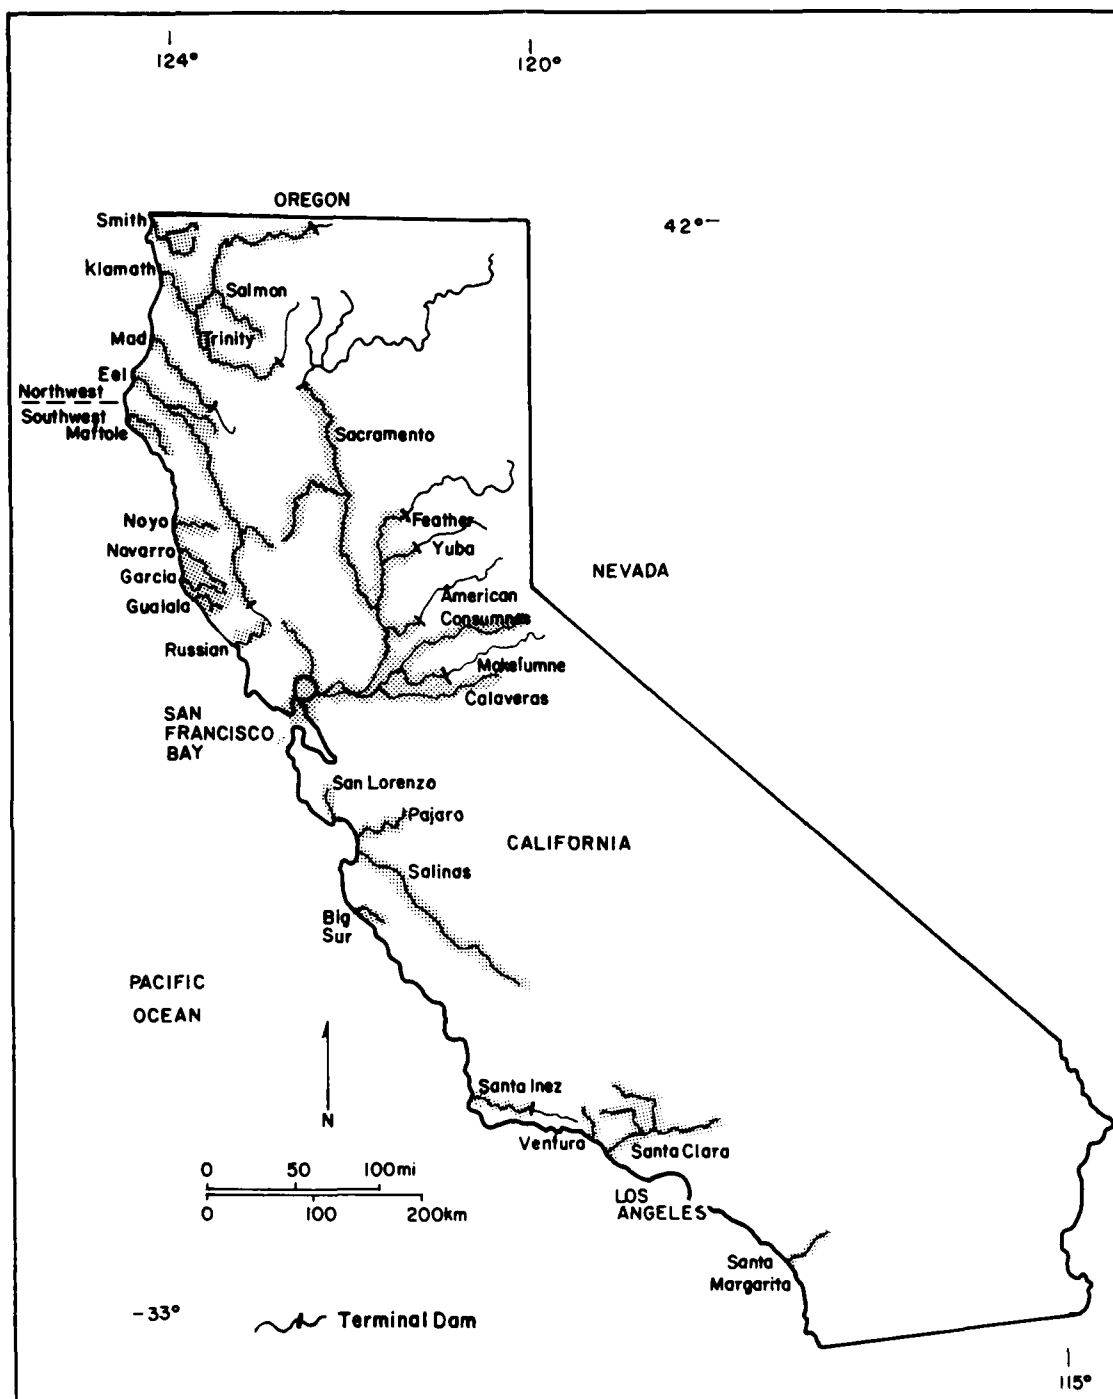 124°
120°
OREGON
42°
Smith
Klamath
Salmon
Mad
Trinity
Eel
Northwest
Southwest
Mattole
Sacramento
Noyo
Feather
Navarro
Yuba
Garcia
NEVADA
Gualala
American
Consumnes
Russian
Makelumne
Calaveras
SAN
FRANCISCO
BAY
San Lorenzo
Pajaro
CALIFORNIA
Salinas
Big
Sur
PACIFIC
OCEAN
N
Santa Inez
Ventura
Santa Clara
0 50 100mi
0 100 200km
LOS
ANGELES
Santa
Margarita
-33°
Terminal Dam
115°